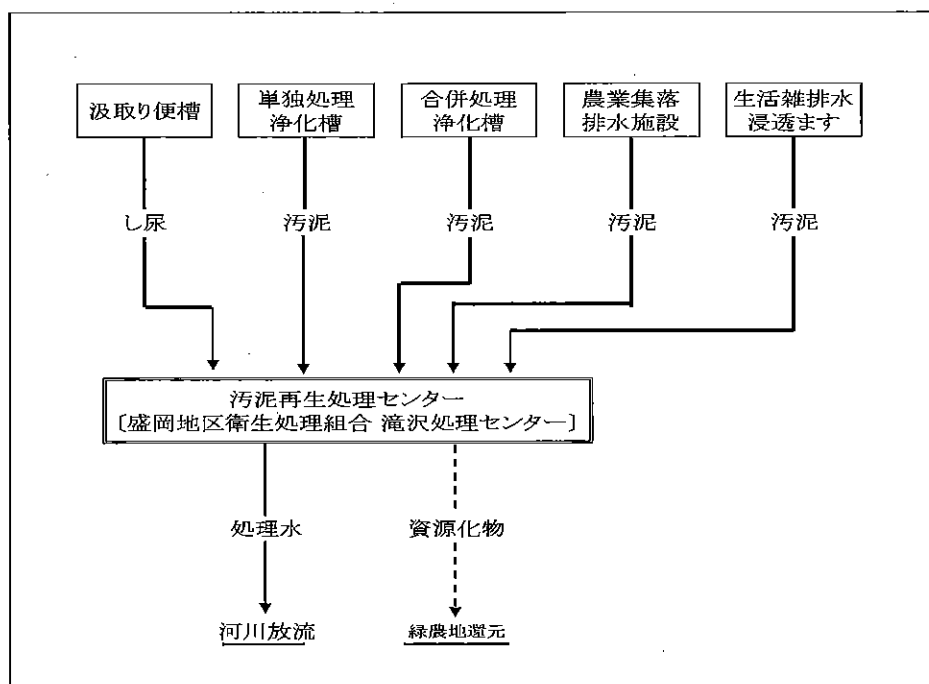 汲取り便槽
単独処理
浄化槽
合併処理
浄化槽
農業集落
排水施設
生活雑排水
浸透ます
し尿
汚泥
汚泥
汚泥
汚泥
汚泥再生処理センター
〔盛岡地区衛生処理組合 滝沢処理センター〕
処理水
資源化物
河川放流
緑農地還元